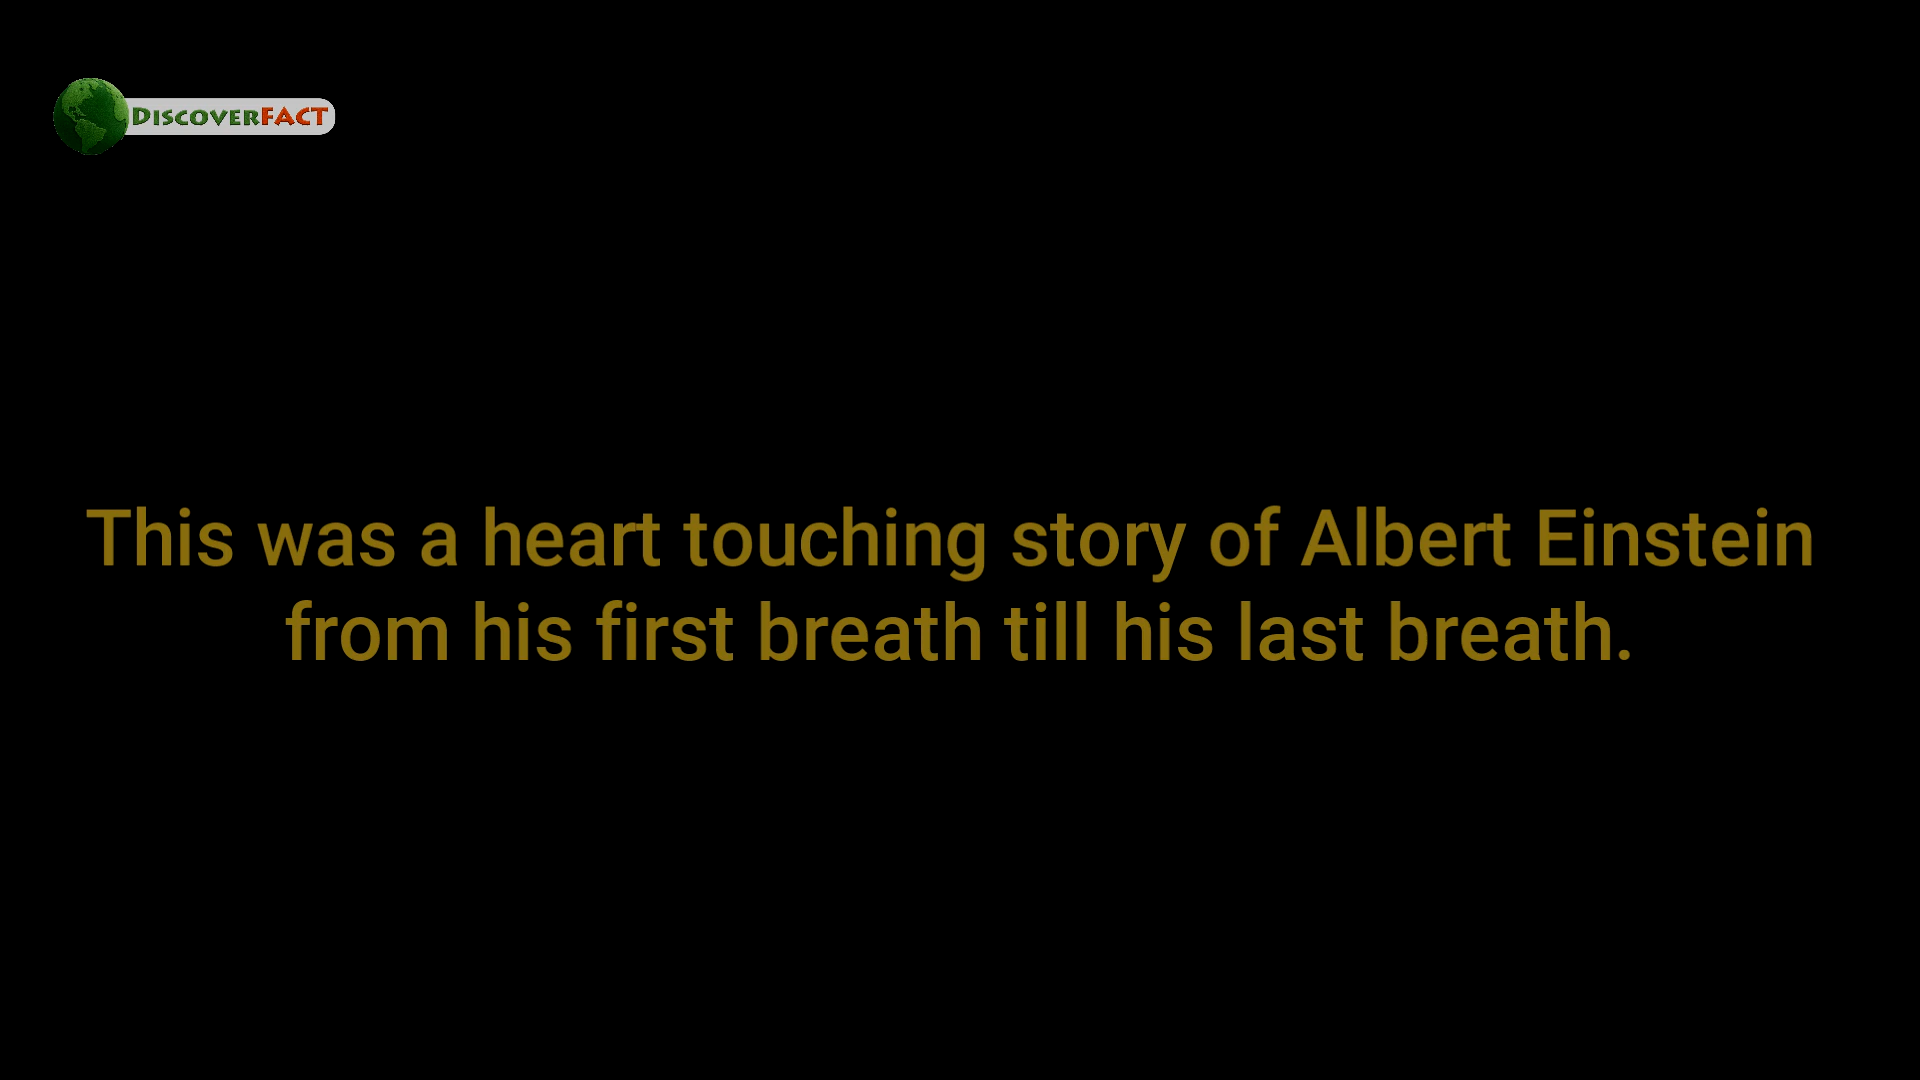 DISCOVERFACT
This was a heart touching story of Albert Einstein
from his first breath till his last breath.